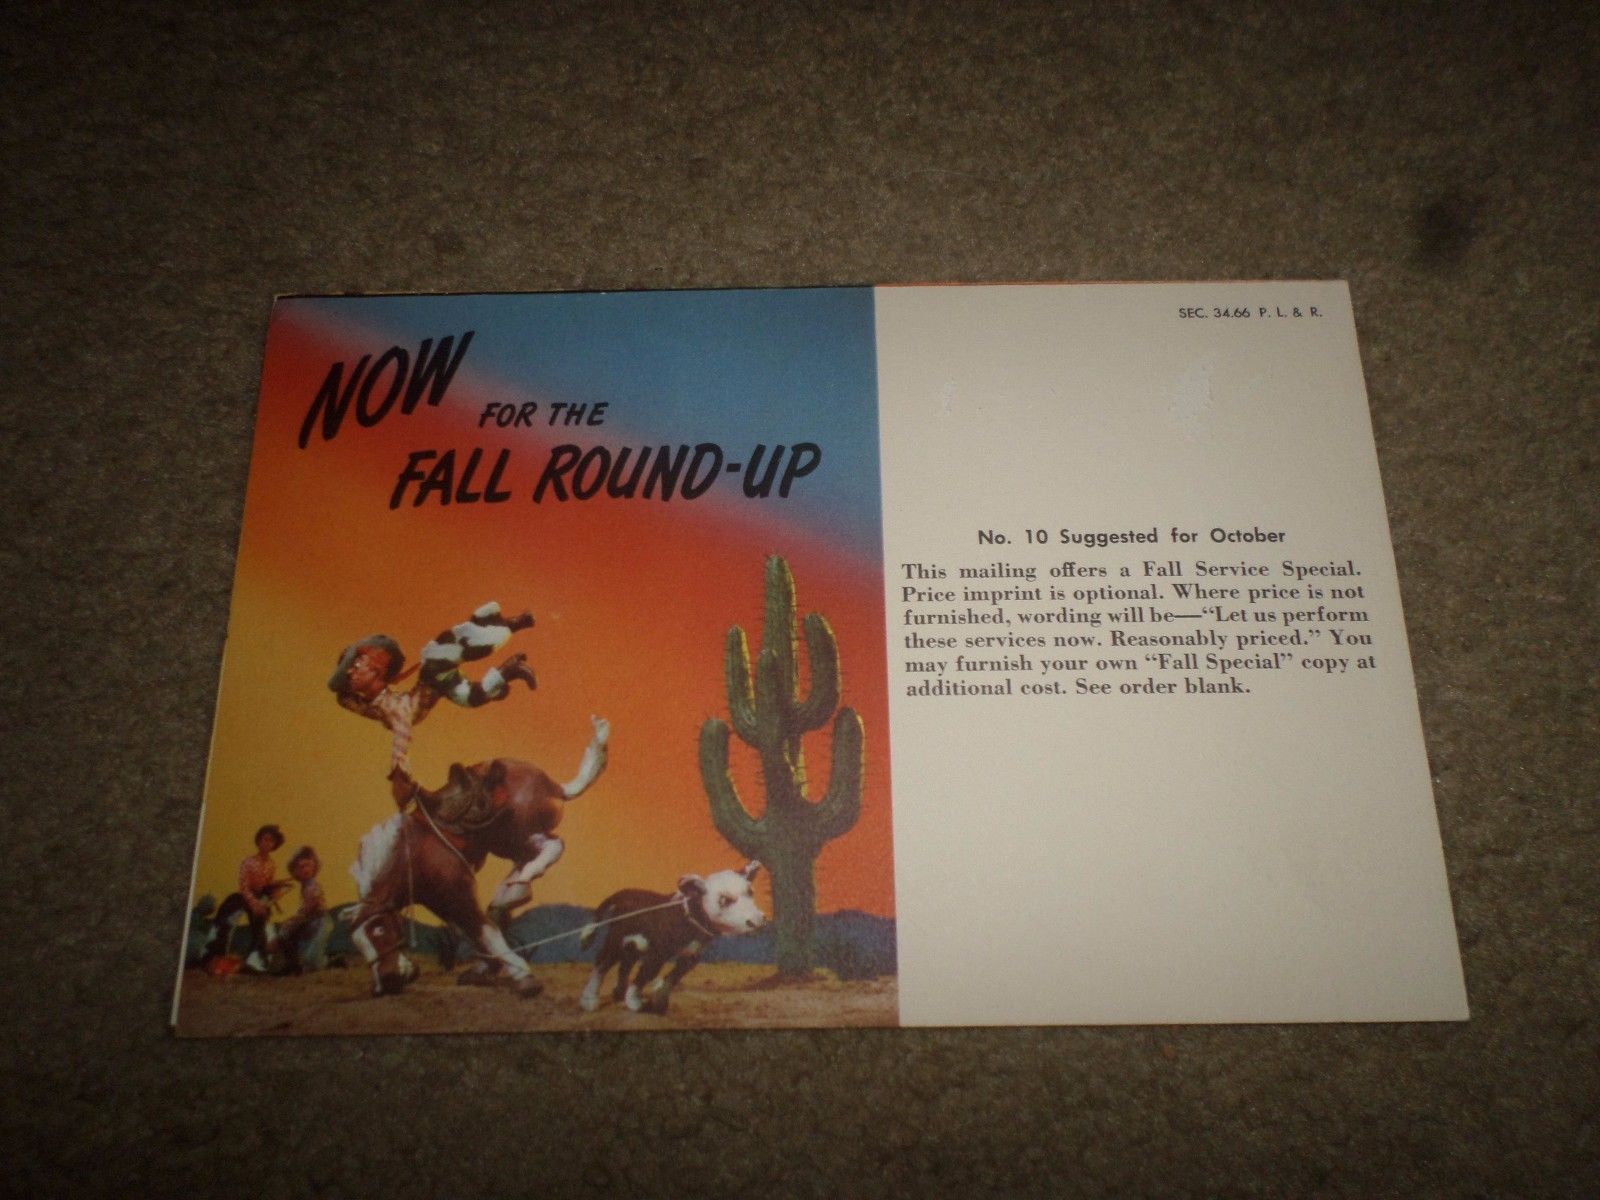 NOW
FOR THE
FALL ROUND-UP
SEC. 34.66 P. L. & R.
No. 10 Suggested for October
This mailing offers a Fall Service Special.
Price imprint is optional. Where price is not
furnished, wording will be—“Let us perform
these services now. Reasonably priced.” You
may furnish your own “Fall Special” copy at
additional cost. See order blank.